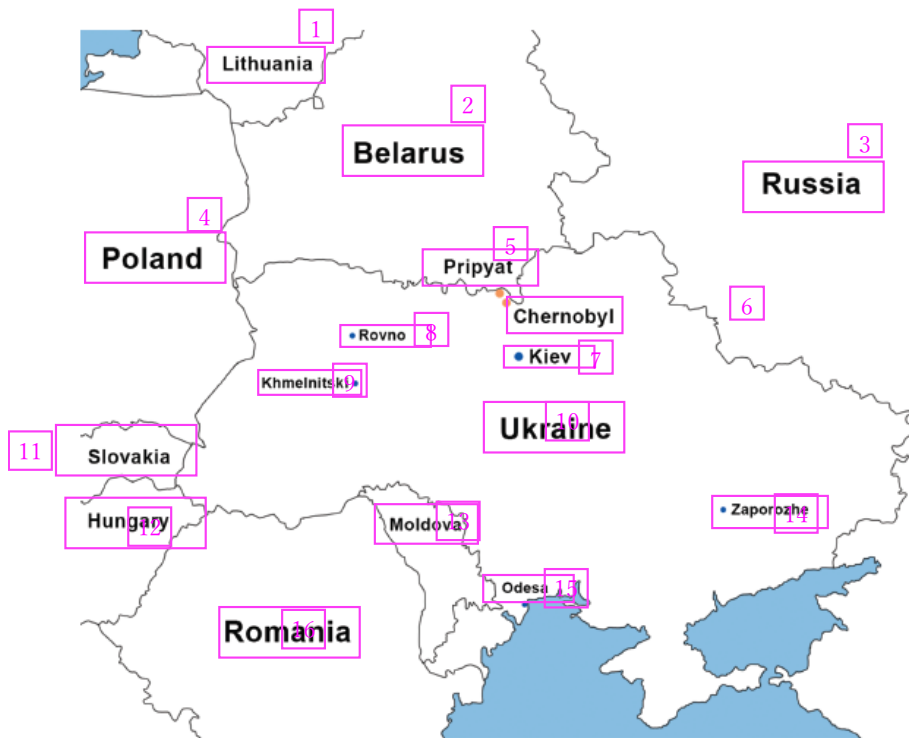 1
Lithuania
2
Belarus
3
Russia
4
Poland
5
Pripyat
6
Chernobyl
8
Rovno
7
Kiev
9
Khmelnitski
10
Ukraine
11
Slovakia
12
Hungary
13
Moldova
14
Zaporozhe
15
Odesa
16
Romania